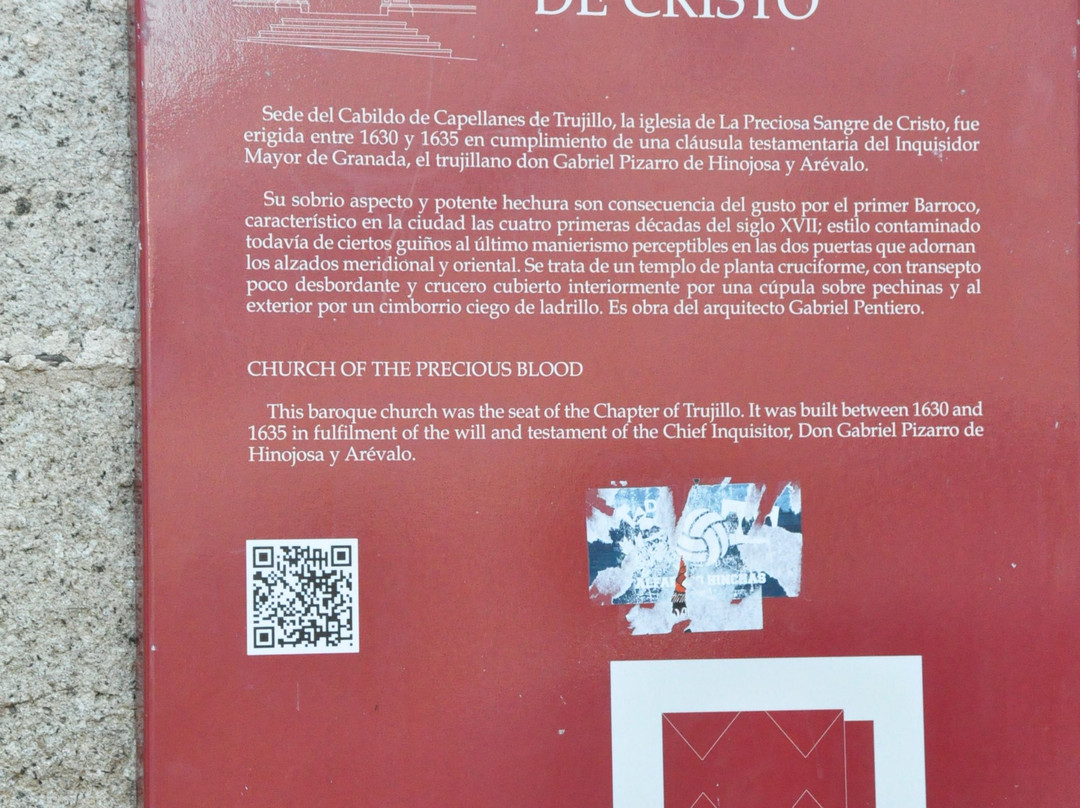 DE CRISTO
Sede del Cabildo de Capellanes de Trujillo, la iglesia de La Preciosa Sangre de Cristo, fue
erigida entre 1630 y 1635 en cumplimiento de una cláusula testamentaria del Inquisidor
Mayor de Granada, el trujillano don Gabriel Pizarro de Hinojosa y Arévalo.
Su sobrio aspecto y potente hechura son consecuencia del gusto por el primer Barroco,
característico en la ciudad las cuatro primeras décadas del siglo XVII; estilo contaminado
todavía de ciertos guiños al último manierismo perceptibles en las dos puertas que adornan
los alzados meridional y oriental. Se trata de un templo de planta cruciforme, con transepto
poco desbordante y crucero cubierto interiormente por una cúpula sobre pechinas y al
exterior por un cimborrio ciego de ladrillo. Es obra del arquitecto Gabriel Pentiero.
CHURCH OF THE PRECIOUS BLOOD
This baroque church was the seat of the Chapter of Trujillo. It was built between 1630 and
1635 in fulfilment of the will and testament of the Chief Inquisitor, Don Gabriel Pizarro de
Hinojosa y Arévalo.
HINCHAS